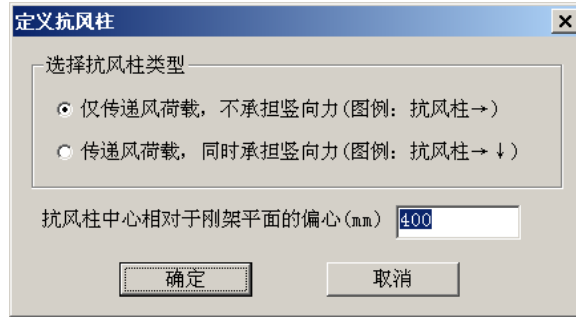 定义抗风柱
选择抗风柱类型
仅传递风荷载，不承担竖向力(图例：抗风柱→)
传递风荷载，同时承担竖向力(图例：抗风柱→↓)
抗风柱中心相对于刚架平面的偏心(mm) 400
确定 取消